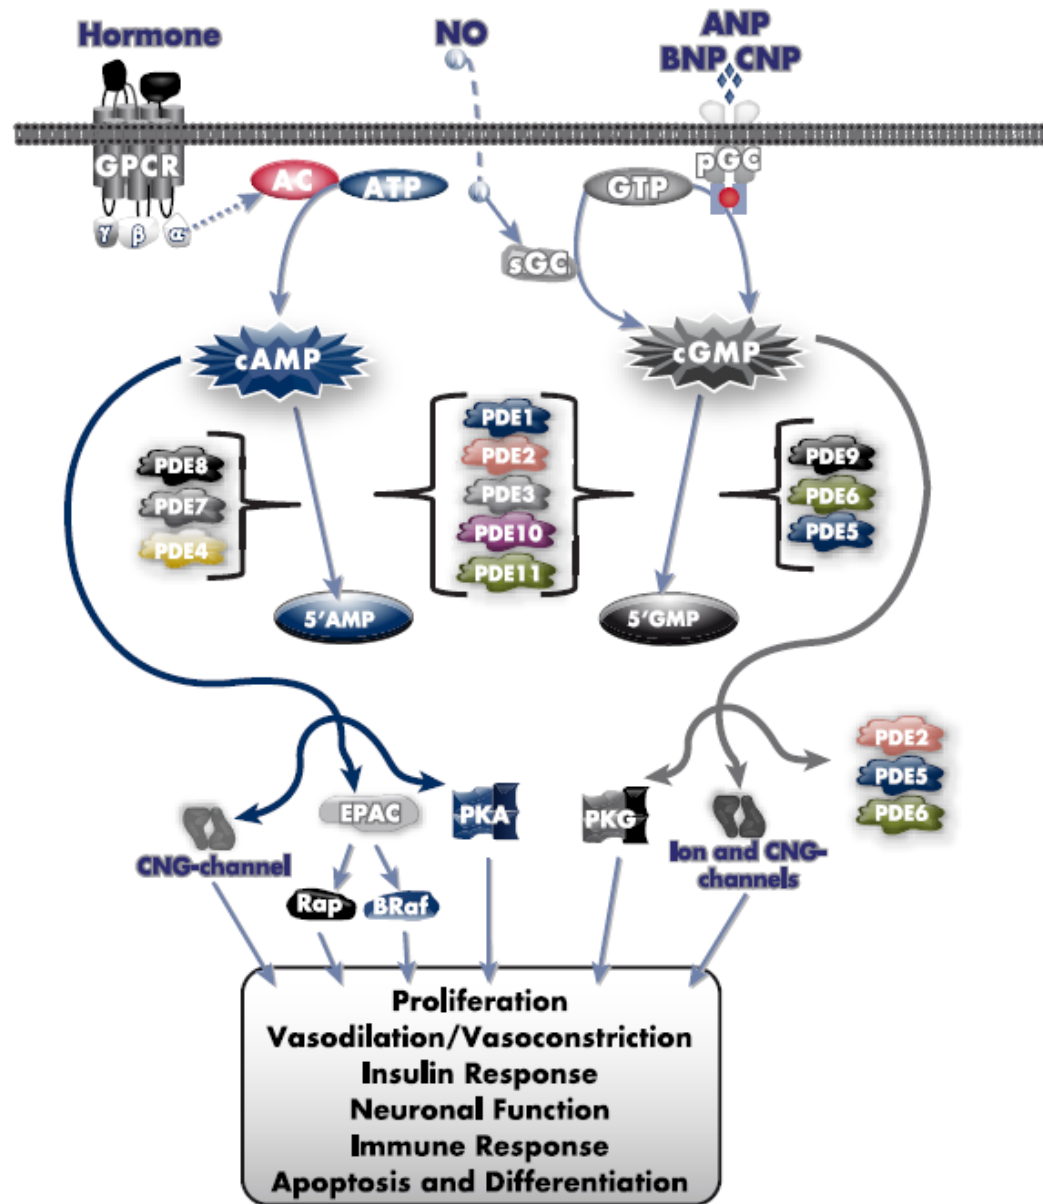 Hormone
NO
ANP
BNP CNP
GPCR
γ
β
α
AC
ATP
GTP
pGC
sGC
cAMP
cGMP
PDE8
PDE7
PDE4
PDE1
PDE2
PDE3
PDE10
PDE11
PDE9
PDE6
PDE5
5'AMP
5'GMP
CNG-channel
EPAC
Rap
BRaf
PKA
PKG
Ion and CNG-
channels
PDE2
PDE5
PDE6
Proliferation
Vasodilation/Vasoconstriction
Insulin Response
Neuronal Function
Immune Response
Apoptosis and Differentiation